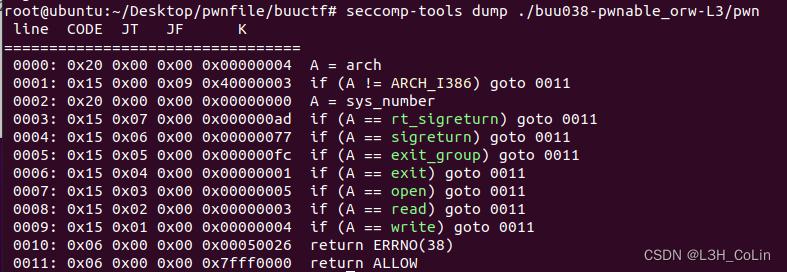 root@ubuntu:~/Desktop/pwnfile/buuctf# seccomp-tools dump ./buu038-pwnable_orw-L3/pwn
line CODE JT JF K
=================================
0000: 0x20 0x00 0x00 0x00000004 A = arch
0001: 0x15 0x00 0x09 0x40000003 if (A != ARCH_I386) goto 0011
0002: 0x20 0x00 0x00 0x00000000 A = sys_number
0003: 0x15 0x07 0x00 0x000000ad if (A == rt_sigreturn) goto 0011
0004: 0x15 0x06 0x00 0x00000077 if (A == sigreturn) goto 0011
0005: 0x15 0x05 0x00 0x000000fc if (A == exit_group) goto 0011
0006: 0x15 0x04 0x00 0x00000001 if (A == exit) goto 0011
0007: 0x15 0x03 0x00 0x00000005 if (A == open) goto 0011
0008: 0x15 0x02 0x00 0x00000003 if (A == read) goto 0011
0009: 0x15 0x01 0x00 0x00000004 if (A == write) goto 0011
0010: 0x06 0x00 0x00 0x00050026 return ERRNO(38)
0011: 0x06 0x00 0x00 0x7fff0000 return ALLOW
CSDN @L3H_CoLin